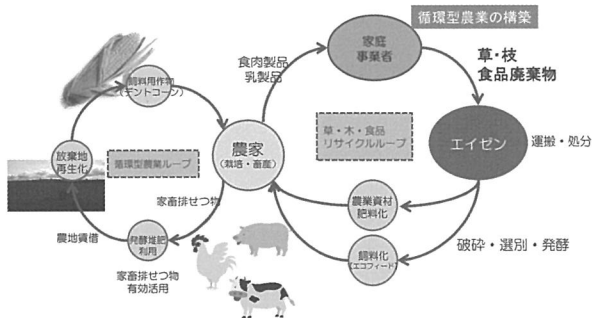 循環型農業の構築
家庭
事業者
草・枝
食品廃棄物
食肉製品
乳製品
飼料用作物
(デントコーン)
放棄地
再生化
循環型農業ループ
農家
(栽培・畜産)
草・木・食品
リサイクルループ
エイゼン
運搬・処分
家畜排せつ物
農業資材
肥料化
農地賃借
発酵堆肥
利用
飼料化
(エコフィード)
破砕・選別・発酵
家畜排せつ物
有効活用